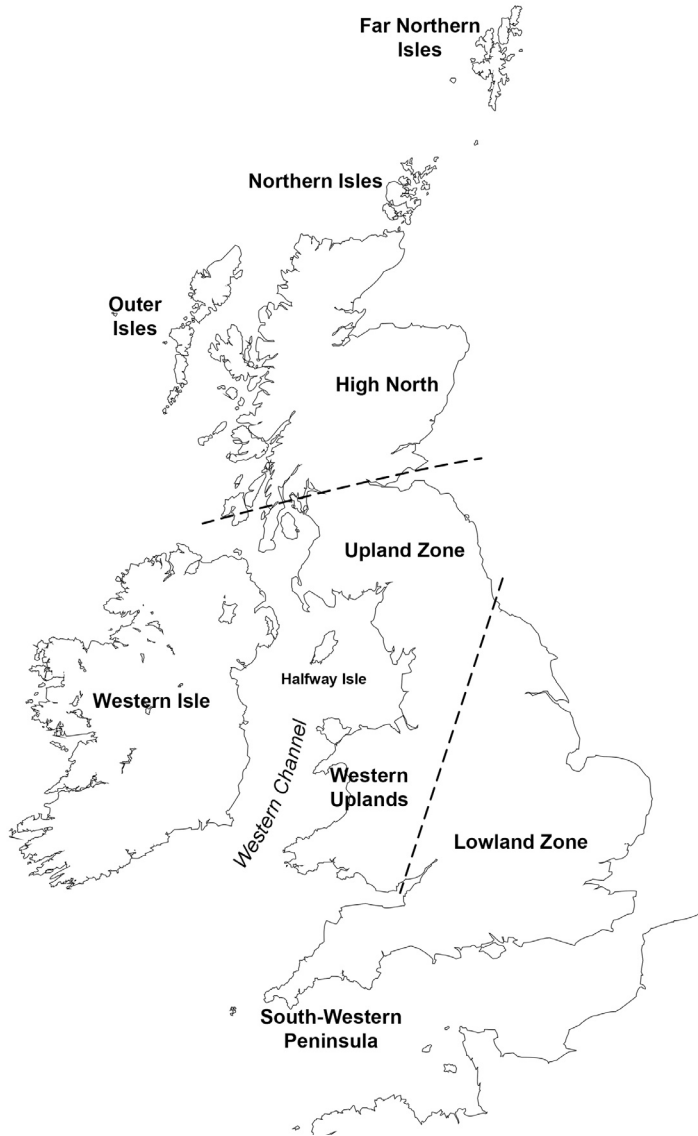 Far Northern
Isles
Northern Isles
Outer
Isles
High North
Upland Zone
Halfway Isle
Western Isle
Western Channel
Western
Uplands
Lowland Zone
South-Western
Peninsula